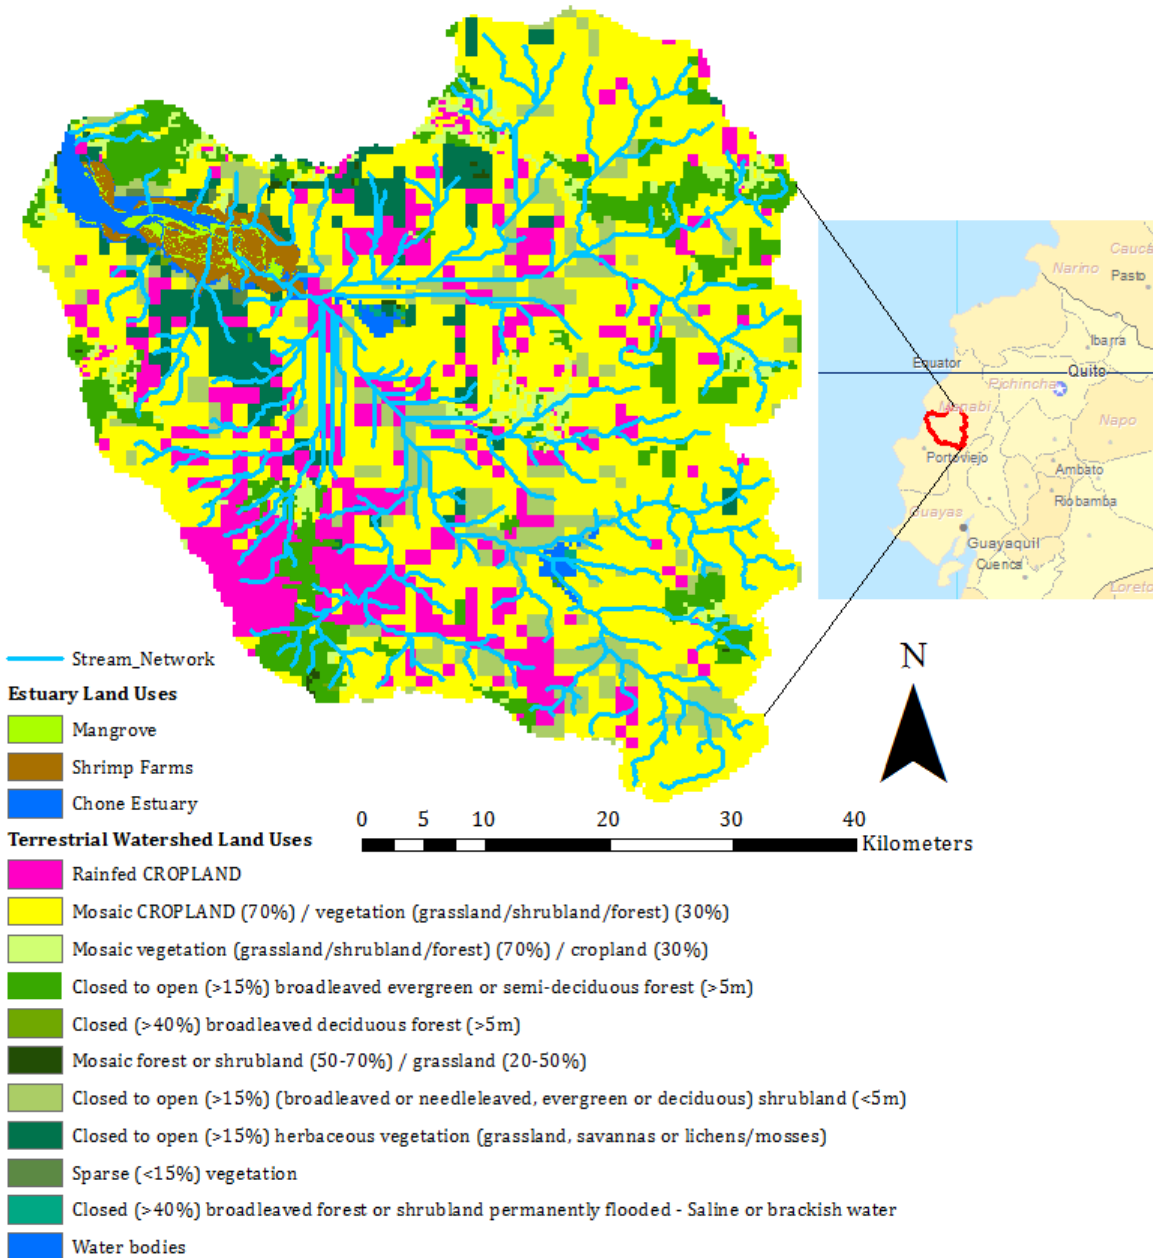 Caucá
Narino
Pasto
Ibarra
Equator
Quito
Pichincha
Manabi
Napo
Portoviejo
Ambato
Riobamba
Guayas
Guayaquil
Cuenca
Loreto
N
Stream_Network
Estuary Land Uses
Mangrove
Shrimp Farms
Chone Estuary
0 5 10 20 30 40
Kilometers
Terrestrial Watershed Land Uses
Rainfed CROPLAND
Mosaic CROPLAND (70%) / vegetation (grassland/shrubland/forest) (30%)
Mosaic vegetation (grassland/shrubland/forest) (70%) / cropland (30%)
Closed to open (>15%) broadleaved evergreen or semi-deciduous forest (>5m)
Closed (>40%) broadleaved deciduous forest (>5m)
Mosaic forest or shrubland (50-70%) / grassland (20-50%)
Closed to open (>15%) (broadleaved or needleleaved, evergreen or deciduous) shrubland (<5m)
Closed to open (>15%) herbaceous vegetation (grassland, savannas or lichens/mosses)
Sparse (<15%) vegetation
Closed (>40%) broadleaved forest or shrubland permanently flooded - Saline or brackish water
Water bodies